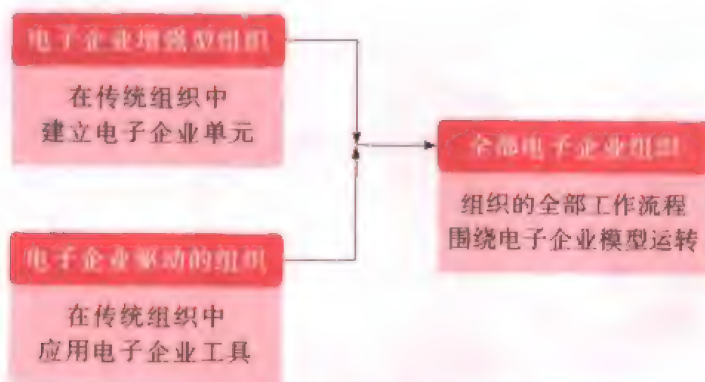 电子企业增强型组织
在传统组织中
建立电子企业单元
全部电子企业组织
组织的全部工作流程
围绕电子企业模型运转
电子企业驱动的组织
在传统组织中
应用电子企业工具